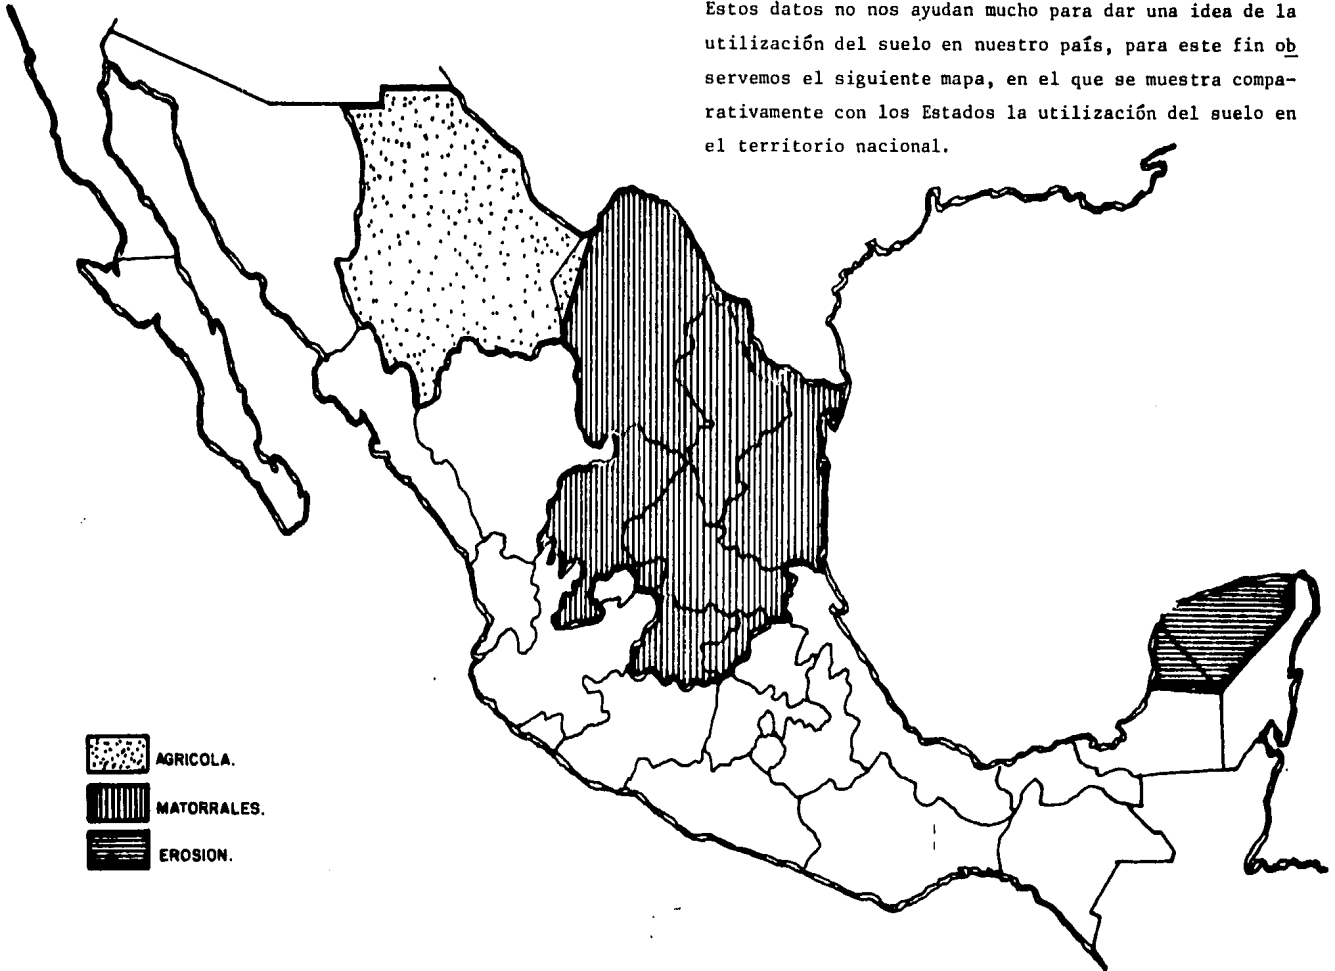 Estos datos no nos ayudan mucho para dar una idea de la
utilización del suelo en nuestro país, para este fin ob
servemos el siguiente mapa, en el que se muestra compa-
rativamente con los Estados la utilización del suelo en
el territorio nacional.
AGRICOLA.
MATORRALES.
EROSION.